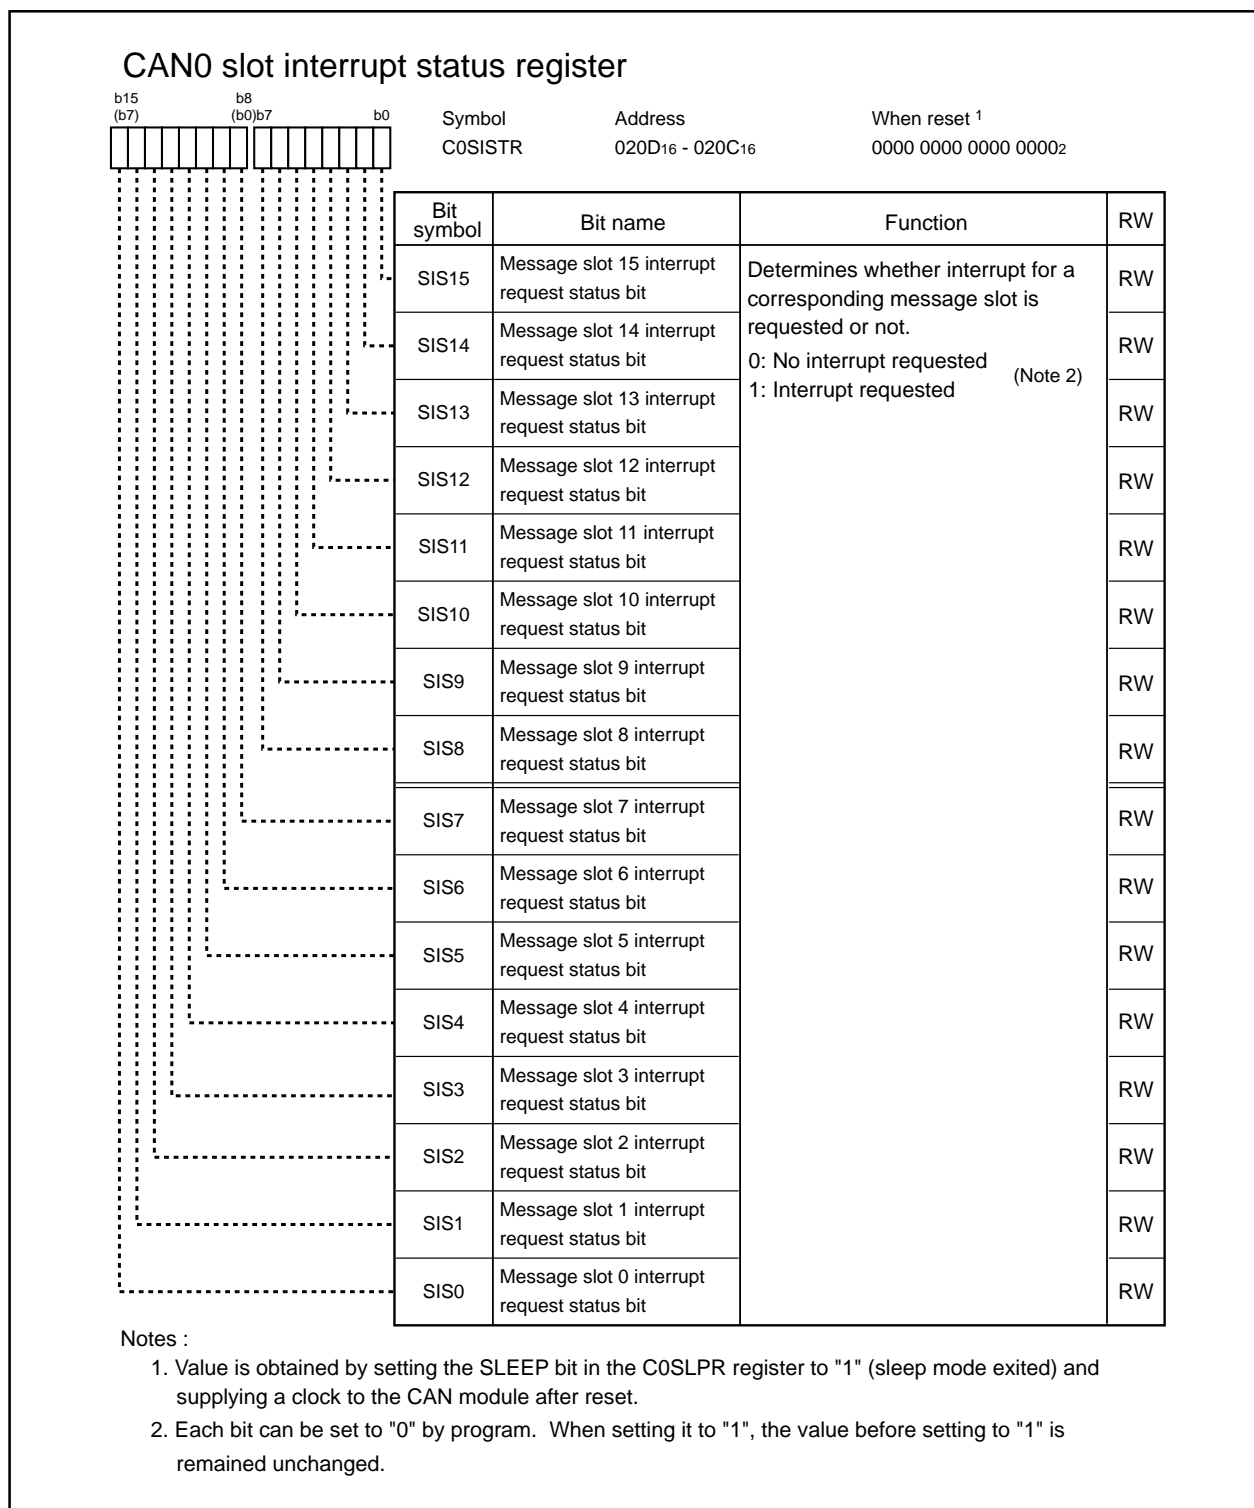 CAN0 slot interrupt status register
b15 b8
(b7) (b0)b7 b0
Symbol Address When reset 1
C0SISTR 020D16 - 020C16 0000 0000 0000 00002
Bit symbol Bit name Function RW
SIS15 Message slot 15 interrupt request status bit RW
Determines whether interrupt for a
corresponding message slot is
requested or not.
0: No interrupt requested
1: Interrupt requested
(Note 2)
SIS14 Message slot 14 interrupt request status bit RW
SIS13 Message slot 13 interrupt request status bit RW
SIS12 Message slot 12 interrupt request status bit RW
SIS11 Message slot 11 interrupt request status bit RW
SIS10 Message slot 10 interrupt request status bit RW
SIS9 Message slot 9 interrupt request status bit RW
SIS8 Message slot 8 interrupt request status bit RW
SIS7 Message slot 7 interrupt request status bit RW
SIS6 Message slot 6 interrupt request status bit RW
SIS5 Message slot 5 interrupt request status bit RW
SIS4 Message slot 4 interrupt request status bit RW
SIS3 Message slot 3 interrupt request status bit RW
SIS2 Message slot 2 interrupt request status bit RW
SIS1 Message slot 1 interrupt request status bit RW
SIS0 Message slot 0 interrupt request status bit RW
Notes :
1. Value is obtained by setting the SLEEP bit in the C0SLPR register to "1" (sleep mode exited) and
supplying a clock to the CAN module after reset.
2. Each bit can be set to "0" by program. When setting it to "1", the value before setting to "1" is
remained unchanged.